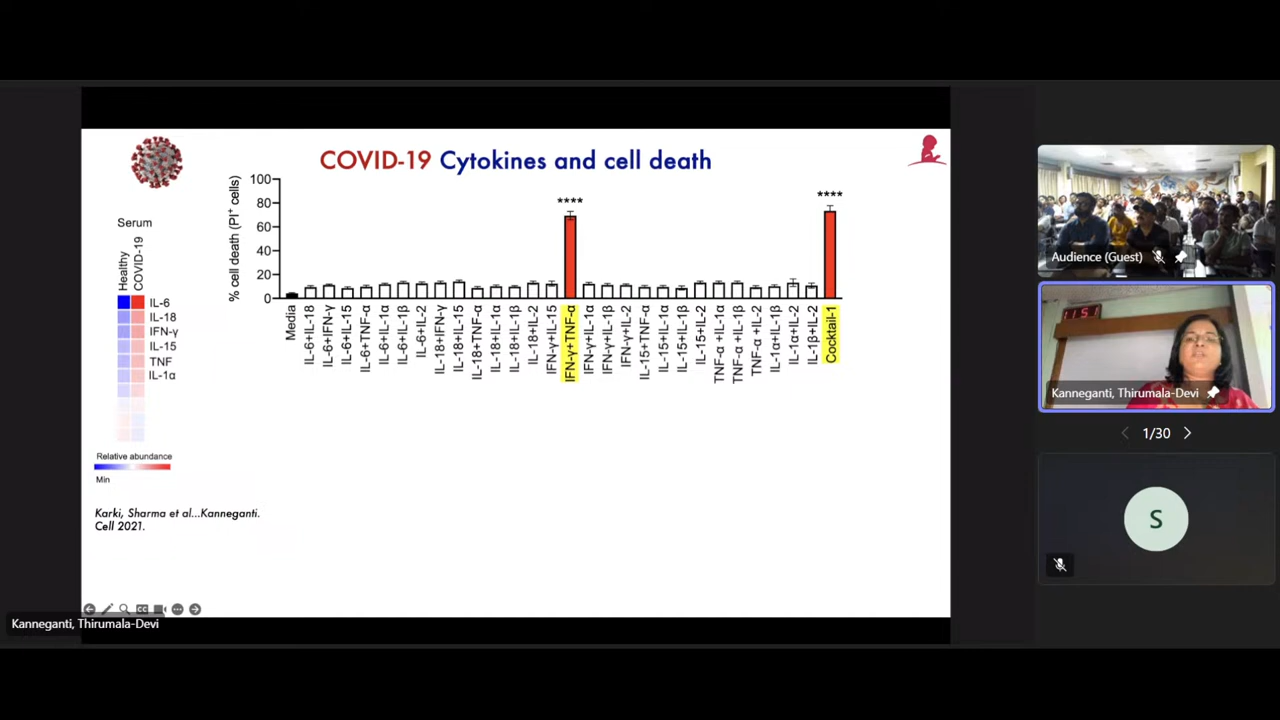 COVID-19 Cytokines and cell death
Serum
Healthy
COVID-19
IL-6
IL-18
IFN-γ
IL-15
TNF
IL-1α
Relative abundance
Min
Karki, Sharma et al...Kanneganti.
Cell 2021.
% cell death (PI⁺ cells)
100
80
60
40
20
0
****
****
Media
IL-6+IL-18
IL-6+IFN-γ
IL-6+IL-15
IL-6+TNF-α
IL-6+IL-1α
IL-6+IL-1β
IL-6+IL-2
IL-18+IFN-γ
IL-18+IL-15
IL-18+TNF-α
IL-18+IL-1α
IL-18+IL-1β
IL-18+IL-2
IFN-γ+IL-15
IFN-γ+TNF-α
IFN-γ+IL-1α
IFN-γ+IL-1β
IFN-γ+IL-2
IL-15+TNF-α
IL-15+IL-1α
IL-15+IL-1β
IL-15+IL-2
TNF-α +IL-1α
TNF-α +IL-1β
TNF-α +IL-2
IL-1α+IL-1β
IL-1α+IL-2
IL-1β+IL-2
Cocktail-1
CC
Kanneganti, Thirumala-Devi
Audience (Guest)
11:51
Kanneganti, Thirumala-Devi
1/30
S